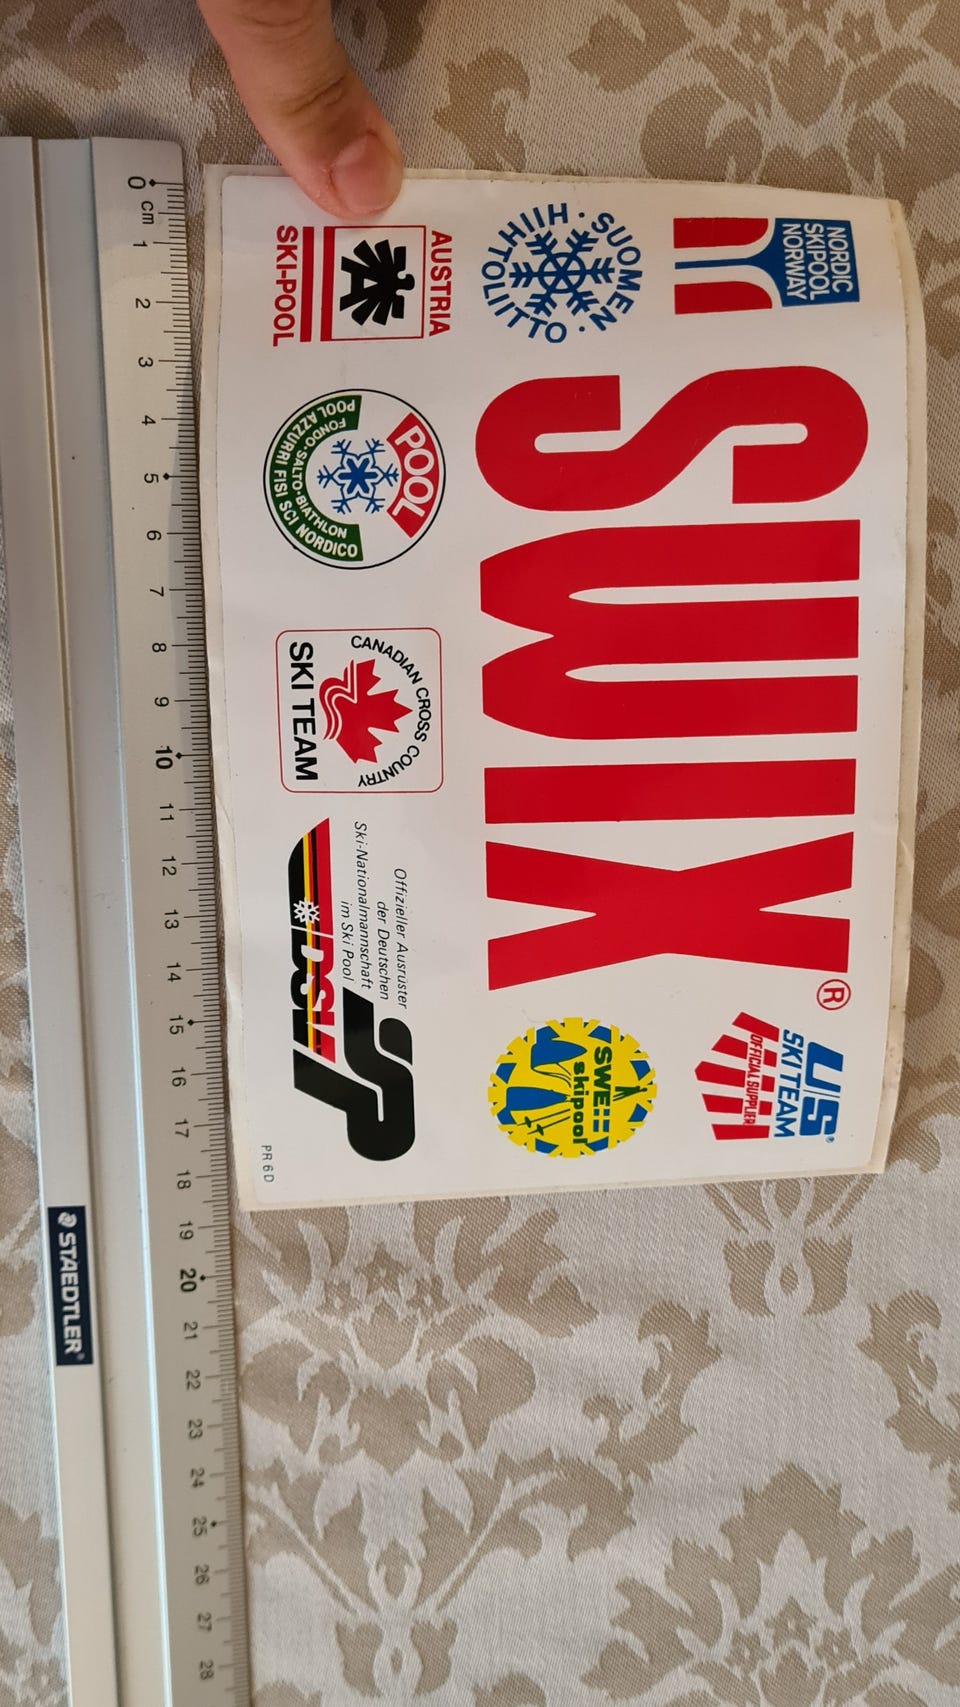 NORDIC
SKIPOOL
NORWAY
SUOMEN · HIIHTOLIITTO ·
AUSTRIA
SKI-POOL
SWIX®
POOL
FONDO·SALTO·BIATHLON
POOL AZZURRI FISI SCI NORDICO
CANADIAN CROSS COUNTRY
SKI TEAM
Offizieller Ausrüster
der Deutschen
Ski-Nationalmannschaft
im Ski Pool
DSV
SP
US®
SKI TEAM
OFFICIAL SUPPLIER
SWE
skipool
PR 6 D
0 cm 1 2 3 4 5 6 7 8 9 10 11 12 13 14 15 16 17 18 19 20 21 22 23 24 25 26 27 28
STAEDTLER®